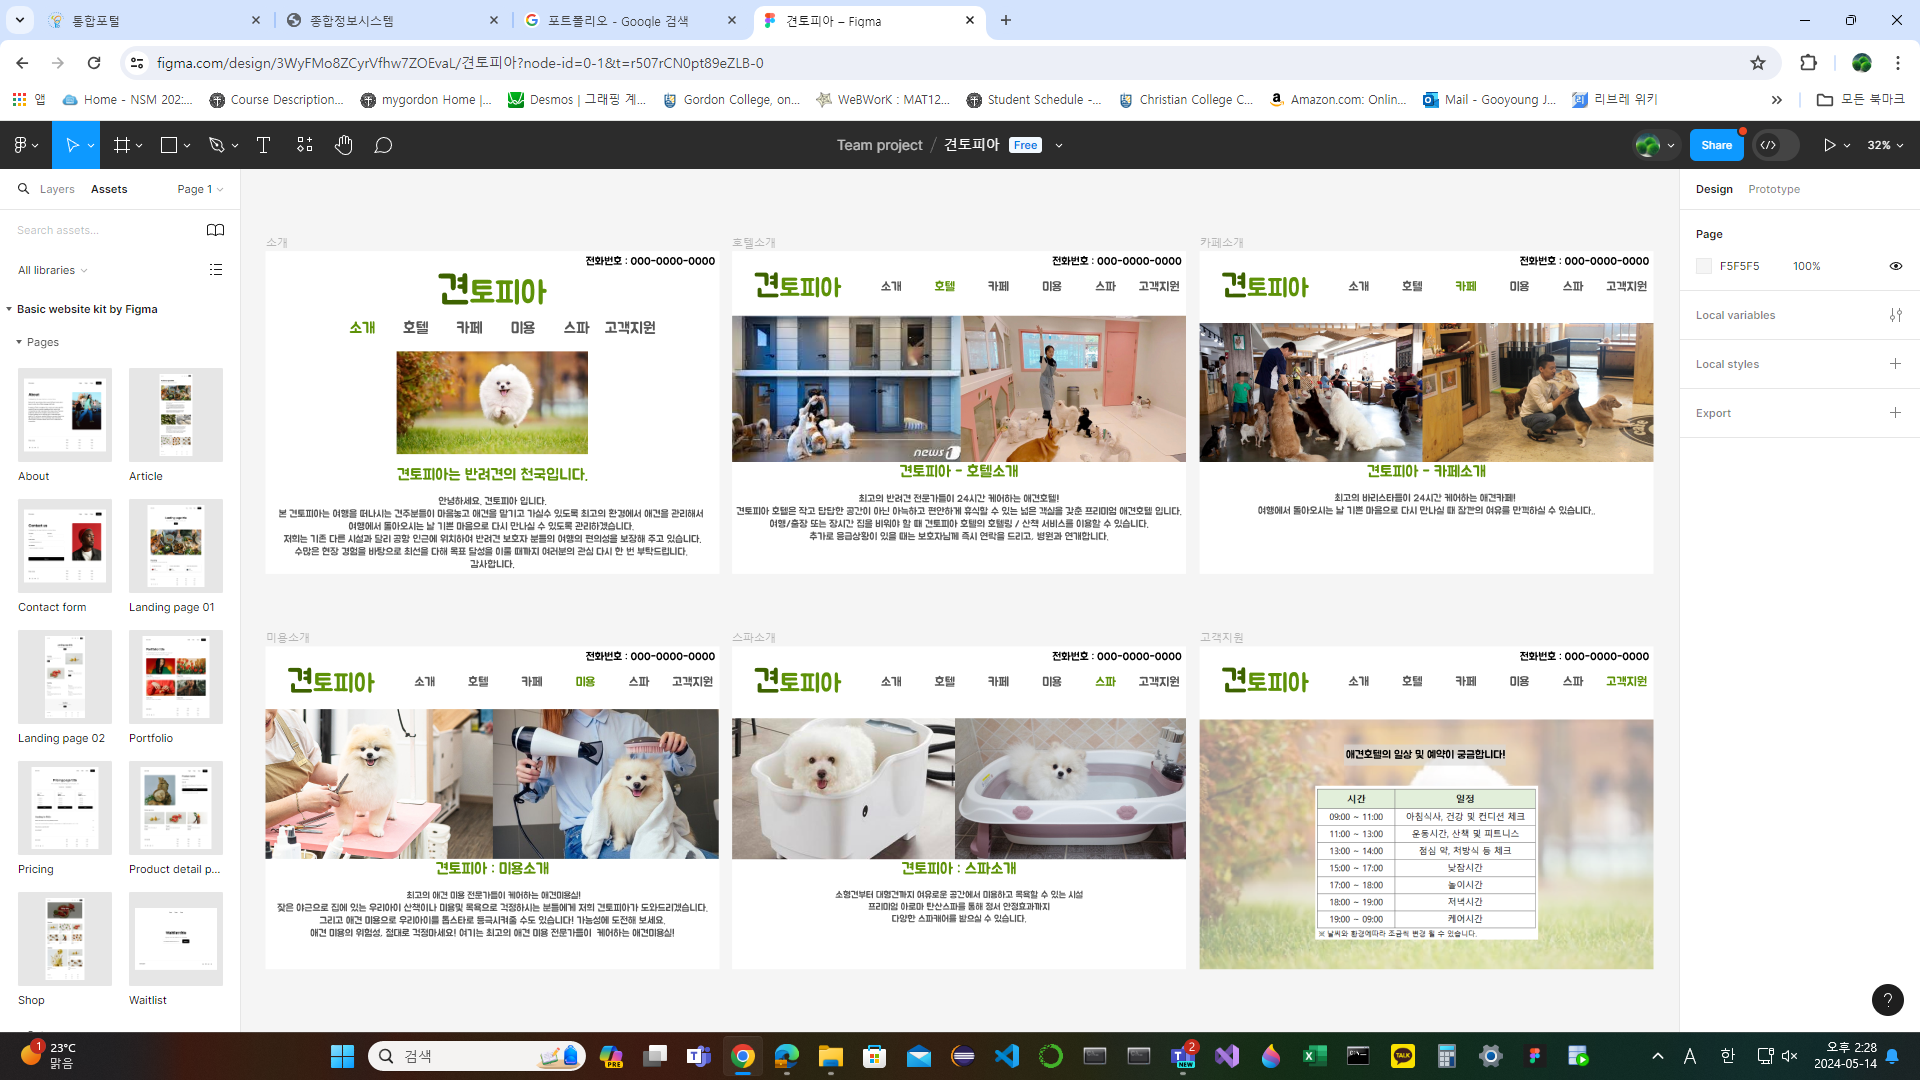 통합포털
종합정보시스템
포트폴리오 - Google 검색
견토피아 – Figma
figma.com/design/3WyFMo8ZCyrVfhw7ZOEvaL/견토피아?node-id=0-1&t=r507rCN0pt89eZLB-0
앱
Home - NSM 202:...
Course Description...
mygordon Home |...
Desmos | 그래핑 계...
Gordon College, on...
WeBWorK : MAT12...
Student Schedule -...
Christian College C...
Amazon.com: Onlin...
Mail - Gooyoung J...
리브레 위키
모든 북마크
Team project / 견토피아 Free
Share
32%
Layers Assets Page 1
Search assets...
All libraries
Basic website kit by Figma
Pages
About
Article
Contact form
Landing page 01
Landing page 02
Portfolio
Pricing
Product detail p...
Shop
Waitlist
소개
전화번호 : 000-0000-0000
견토피아
소개 호텔 카페 미용 스파 고객지원
견토피아는 반려견의 천국입니다.
안녕하세요. 견토피아 입니다.
본 견토피아는 여행을 떠나시는 견주분들이 마음놓고 애견을 맡기고 가실수 있도록 최고의 환경에서 애견을 관리해서
여행에서 돌아오시는 날 기쁜 마음으로 다시 만나실 수 있도록 관리하겠습니다.
저희는 기존 다른 시설과 달리 공항 인근에 위치하여 반려견 보호자 분들의 여행의 편의성을 보장해 주고 있습니다.
수많은 현장 경험을 바탕으로 최선을 다해 목표 달성을 이룰 때까지 여러분의 관심 다시 한 번 부탁드립니다.
감사합니다.
호텔소개
전화번호 : 000-0000-0000
견토피아
소개 호텔 카페 미용 스파 고객지원
news1
견토피아 - 호텔소개
최고의 반려견 전문가들이 24시간 케어하는 애견호텔!
견토피아 호텔은 작고 답답한 공간이 아닌 아늑하고 편안하게 휴식할 수 있는 넓은 객실을 갖춘 프리미엄 애견호텔 입니다.
여행/출장 또는 장시간 집을 비워야 할 때 견토피아 호텔의 호텔링 / 산책 서비스를 이용할 수 있습니다.
추가로 응급상황이 있을 때는 보호자님께 즉시 연락을 드리고, 병원과 연개합니다.
카페소개
전화번호 : 000-0000-0000
견토피아
소개 호텔 카페 미용 스파 고객지원
견토피아 - 카페소개
최고의 바리스타들이 24시간 케어하는 애견카페!
여행에서 돌아오시는 날 기쁜 마음으로 다시 만나실 때 잠깐의 여유를 만끽하실 수 있습니다..
미용소개
전화번호 : 000-0000-0000
견토피아
소개 호텔 카페 미용 스파 고객지원
견토피아 : 미용소개
최고의 애견 미용 전문가들이 케어하는 애견미용실!
잦은 야근으로 집에 있는 우리아이 산책이나 미용및 목욕으로 걱정하시는 분들에게 저희 견토피아가 도와드리겠습니다.
그리고 애견 미용으로 우리아이를 톱스타로 등극시켜줄 수도 있습니다! 가능성에 도전해 보세요.
애견 미용의 위험성, 절대로 걱정마세요! 여기는 최고의 애견 미용 전문가들이 케어하는 애견미용실!
스파소개
전화번호 : 000-0000-0000
견토피아
소개 호텔 카페 미용 스파 고객지원
견토피아 : 스파소개
소형견부터 대형견까지 여유로운 공간에서 미용하고 목욕할 수 있는 시설
프리미엄 아로마 탄산스파를 통해 정서 안정효과까지
다양한 스파케어를 받으실 수 있습니다.
고객지원
전화번호 : 000-0000-0000
견토피아
소개 호텔 카페 미용 스파 고객지원
애견호텔의 일상 및 예약이 궁금합니다!
시간 일정
09:00 ~ 11:00 아침식사, 건강 및 컨디션 체크
11:00 ~ 13:00 운동시간, 산책 및 피트니스
13:00 ~ 14:00 점심 약, 처방식 등 체크
15:00 ~ 17:00 낮잠시간
17:00 ~ 18:00 놀이시간
18:00 ~ 19:00 저녁시간
19:00 ~ 09:00 케어시간
※ 날씨와 환경에따라 조금씩 변경 될 수 있습니다.
Design Prototype
Page
F5F5F5 100%
Local variables
Local styles
Export
?
1
23°C
맑음
검색
PRE
2
NEW
TALK
A
한
오후 2:28
2024-05-14